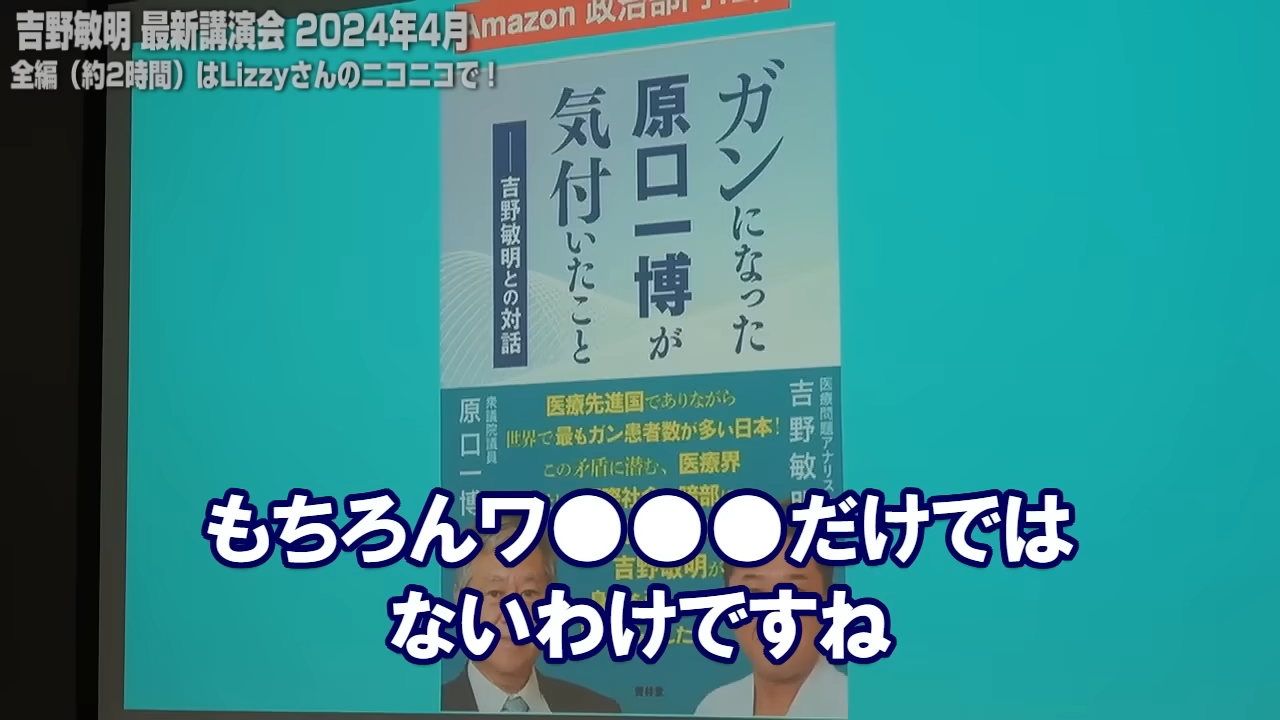 吉野敏明 最新講演会 2024年4月
全編（約2時間）はLizzyさんのニコニコで！
Amazon 政治部門
ガンになった
原口一博が
気付いたこと
――吉野敏明との対話
医療問題アナリス
吉野敏明
医療先進国でありながら
世界で最もガン患者数が多い日本！
この矛盾に潜む、医療界
吉野敏明が
衆議院議員
原口一博
もちろんワ●●●だけでは
ないわけですね
青林堂